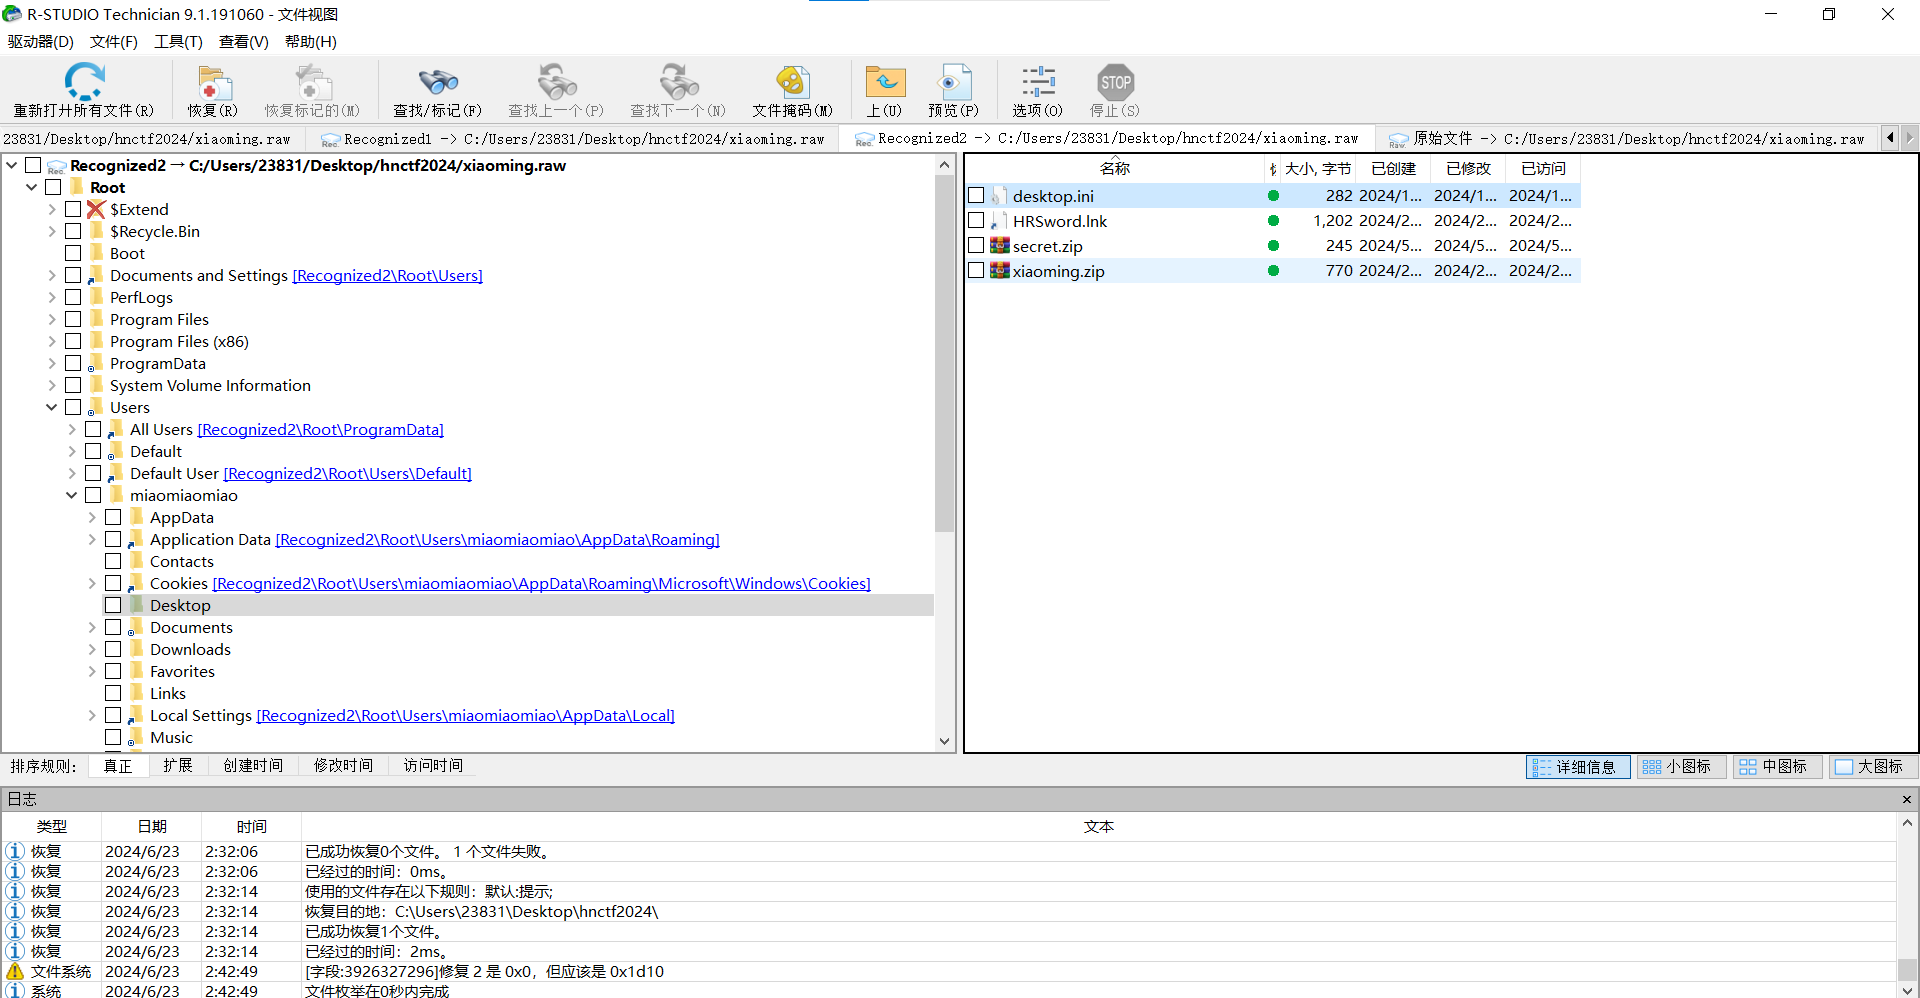 R-STUDIO Technician 9.1.191060 - 文件视图
驱动器(D) 文件(F) 工具(T) 查看(V) 帮助(H)
重新打廾所有文件(R) 恢复(R) 恢复标记的(M) 查找/标记(F) 查找上一个(P) 查找下一个(N) 文件掩码(M) 上(U) 预览(P) 选项(O) 停止(S)
STOP
23831/Desktop/hnctf2024/xiaoming.raw Recognized1 -> C:/Users/23831/Desktop/hnctf2024/xiaoming.raw Recognized2 -> C:/Users/23831/Desktop/hnctf2024/xiaoming.raw 原始文件 -> C:/Users/23831/Desktop/hnctf2024/xiaoming.raw
Recognized2 → C:/Users/23831/Desktop/hnctf2024/xiaoming.raw
Root
$Extend
$Recycle.Bin
Boot
Documents and Settings [Recognized2\Root\Users]
PerfLogs
Program Files
Program Files (x86)
ProgramData
System Volume Information
Users
All Users [Recognized2\Root\ProgramData]
Default
Default User [Recognized2\Root\Users\Default]
miaomiaomiao
AppData
Application Data [Recognized2\Root\Users\miaomiaomiao\AppData\Roaming]
Contacts
Cookies [Recognized2\Root\Users\miaomiaomiao\AppData\Roaming\Microsoft\Windows\Cookies]
Desktop
Documents
Downloads
Favorites
Links
Local Settings [Recognized2\Root\Users\miaomiaomiao\AppData\Local]
Music
名称 大小, 字节 已创建 已修改 已访问
desktop.ini 282 2024/1... 2024/1... 2024/1...
HRSword.lnk 1,202 2024/2... 2024/2... 2024/2...
secret.zip 245 2024/5... 2024/5... 2024/5...
xiaoming.zip 770 2024/2... 2024/2... 2024/2...
排序规则: 真正 扩展 创建时间 修改时间 访问时间 详细信息 小图标 中图标 大图标
日志
类型 日期 时间 文本
恢复 2024/6/23 2:32:06 已成功恢复0个文件。 1 个文件失败。
恢复 2024/6/23 2:32:06 已经过的时间：0ms。
恢复 2024/6/23 2:32:14 使用的文件存在以下规则：默认:提示;
恢复 2024/6/23 2:32:14 恢复目的地：C:\Users\23831\Desktop\hnctf2024\
恢复 2024/6/23 2:32:14 已成功恢复1个文件。
恢复 2024/6/23 2:32:14 已经过的时间：2ms。
文件系统 2024/6/23 2:42:49 [字段:3926327296]修复 2 是 0x0，但应该是 0x1d10
系统 2024/6/23 2:42:49 文件枚举在0秒内完成